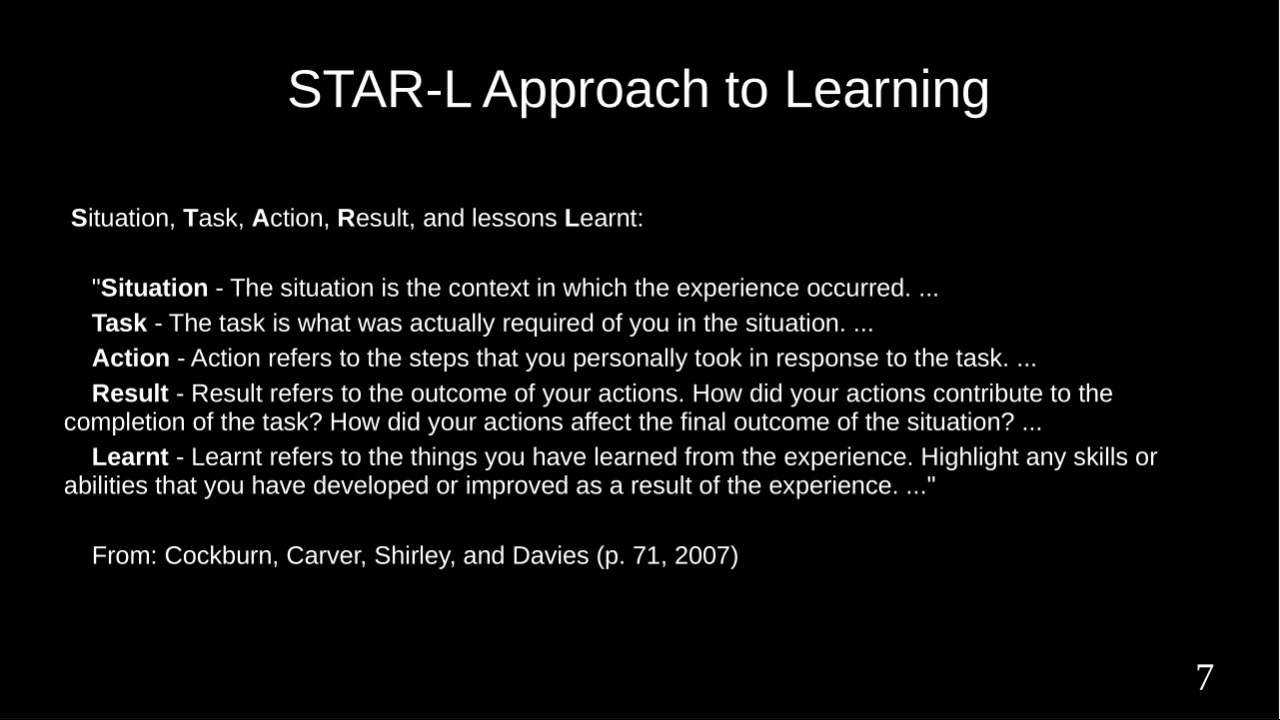 STAR-L Approach to Learning
Situation, Task, Action, Result, and lessons Learnt:
"Situation - The situation is the context in which the experience occurred. ...
Task - The task is what was actually required of you in the situation. ...
Action - Action refers to the steps that you personally took in response to the task. ...
Result - Result refers to the outcome of your actions. How did your actions contribute to the
completion of the task? How did your actions affect the final outcome of the situation? ...
Learnt - Learnt refers to the things you have learned from the experience. Highlight any skills or
abilities that you have developed or improved as a result of the experience. ..."
From: Cockburn, Carver, Shirley, and Davies (p. 71, 2007)
7